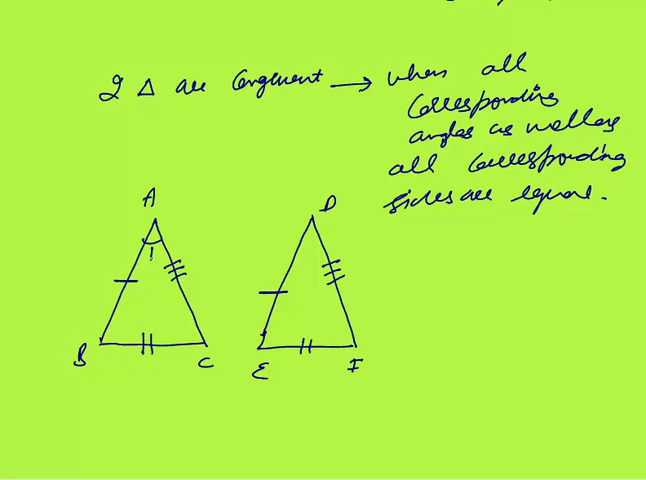 2 Δ are Congruent → when all
Corresponding
angles as well as
all Corresponding
sides are equal.
A
D
B
C
E
F